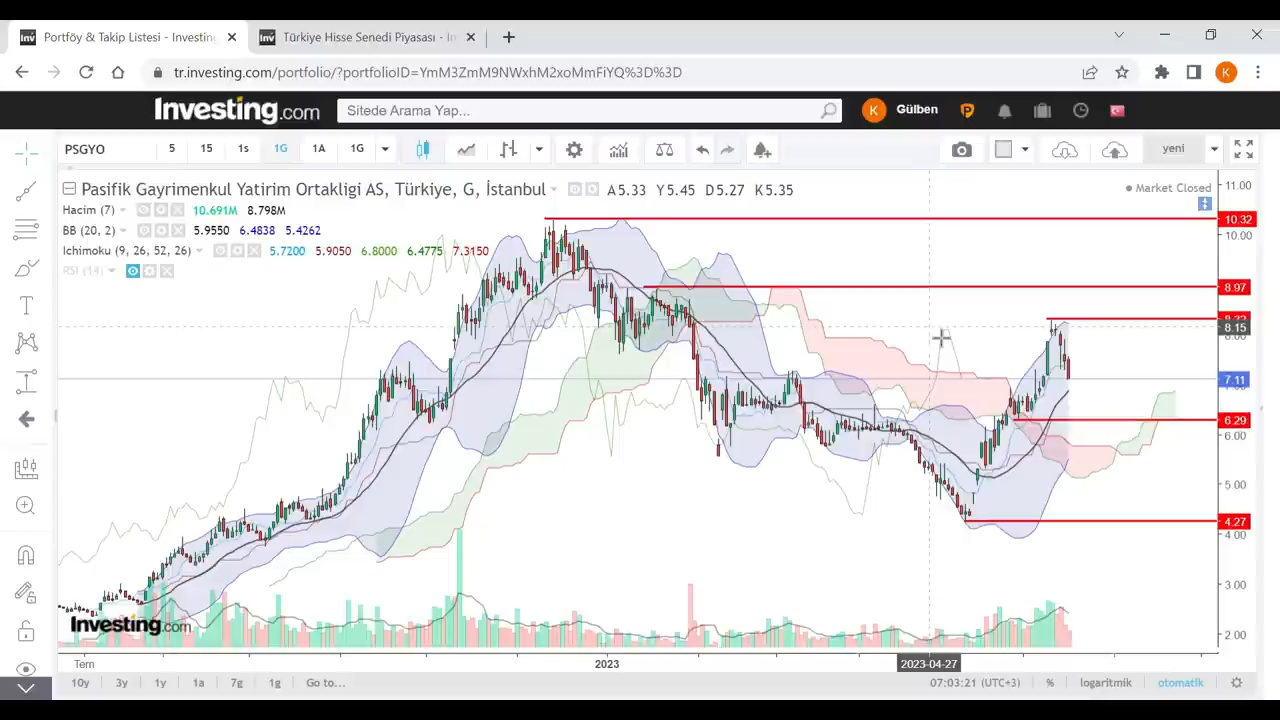 Portföy & Takip Listesi - Investing
Türkiye Hisse Senedi Piyasası - In
tr.investing.com/portfolio/?portfolioID=YmM3ZmM9NWxhM2xoMmFiYQ%3D%3D
K
Investing.com
Sitede Arama Yap...
K Gülben
PSGYO 5 15 1s 1G 1A 1G yeni
Pasifik Gayrimenkul Yatirim Ortakligi AS, Türkiye, G, İstanbul A5.33 Y5.45 D5.27 K5.35
Market Closed
Hacim (7) 10.691M 8.798M
BB (20, 2) 5.9550 6.4838 5.4262
Ichimoku (9, 26, 52, 26) 5.7200 5.9050 6.8000 6.4775 7.3150
RSI (14)
11.00
10.32
10.00
8.97
8.15
7.11
6.29
6.00
5.00
4.27
4.00
3.00
2.00
Investing.com
Tem 2023 2023-04-27
10y 3y 1y 1a 7g 1g Go to... 07:03:21 (UTC+3) % logaritmik otomatik